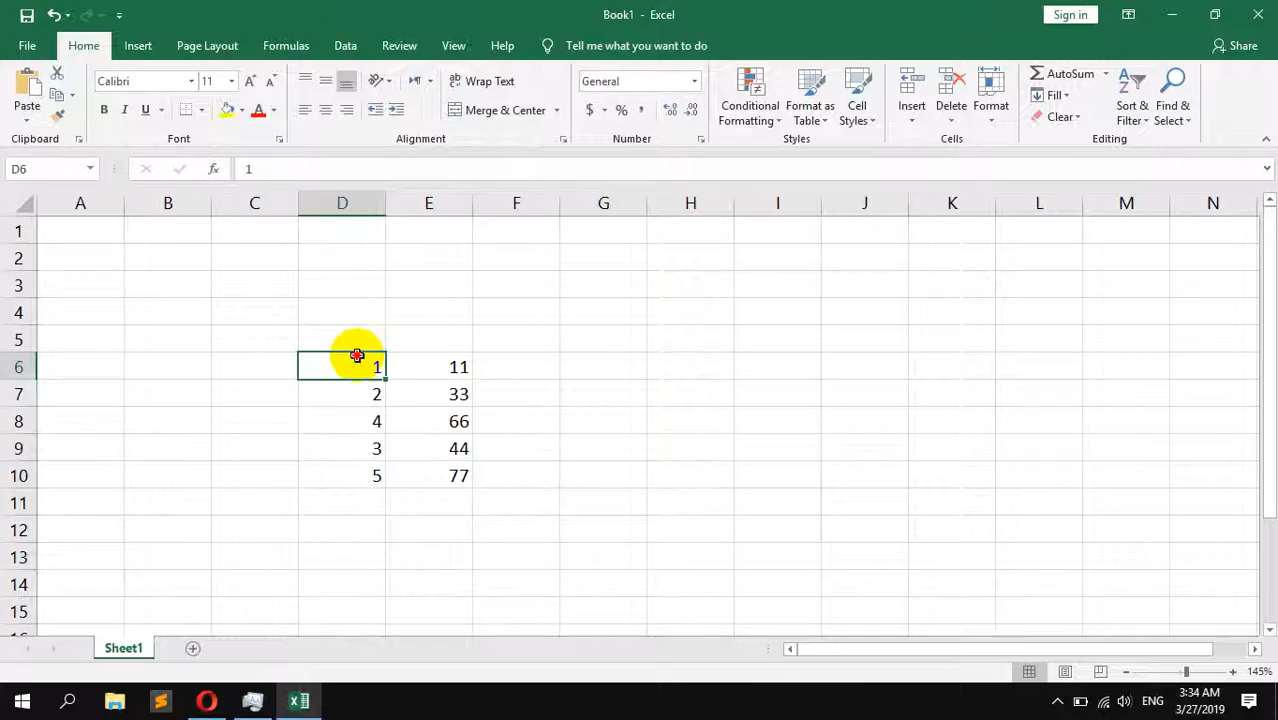 Book1 - Excel
Sign in
File Home Insert Page Layout Formulas Data Review View Help Tell me what you want to do Share
Paste
Clipboard
Calibri 11
B I U
Font
Wrap Text
Merge & Center
Alignment
General
$ % ,
Number
Conditional Formatting
Format as Table
Cell Styles
Styles
Insert
Delete
Format
Cells
AutoSum
Fill
Clear
Sort & Filter
Find & Select
Editing
D6
fx 1
A B C D E F G H I J K L M N
1
2
3
4
5
6 1 11
7 2 33
8 4 66
9 3 44
10 5 77
11
12
13
14
15
Sheet1
145%
ENG
3:34 AM
3/27/2019